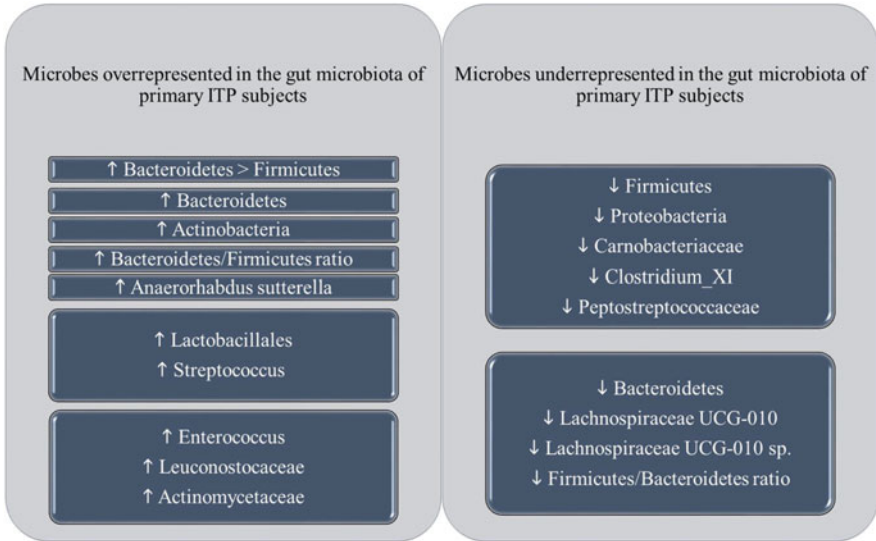 Microbes overrepresented in the gut microbiota of
primary ITP subjects
↑ Bacteroidetes > Firmicutes
↑ Bacteroidetes
↑ Actinobacteria
↑ Bacteroidetes/Firmicutes ratio
↑ Anaerorhabdus sutterella
↑ Lactobacillales
↑ Streptococcus
↑ Enterococcus
↑ Leuconostocaceae
↑ Actinomycetaceae
Microbes underrepresented in the gut microbiota of
primary ITP subjects
↓ Firmicutes
↓ Proteobacteria
↓ Carnobacteriaceae
↓ Clostridium_XI
↓ Peptostreptococcaceae
↓ Bacteroidetes
↓ Lachnospiraceae UCG-010
↓ Lachnospiraceae UCG-010 sp.
↓ Firmicutes/Bacteroidetes ratio